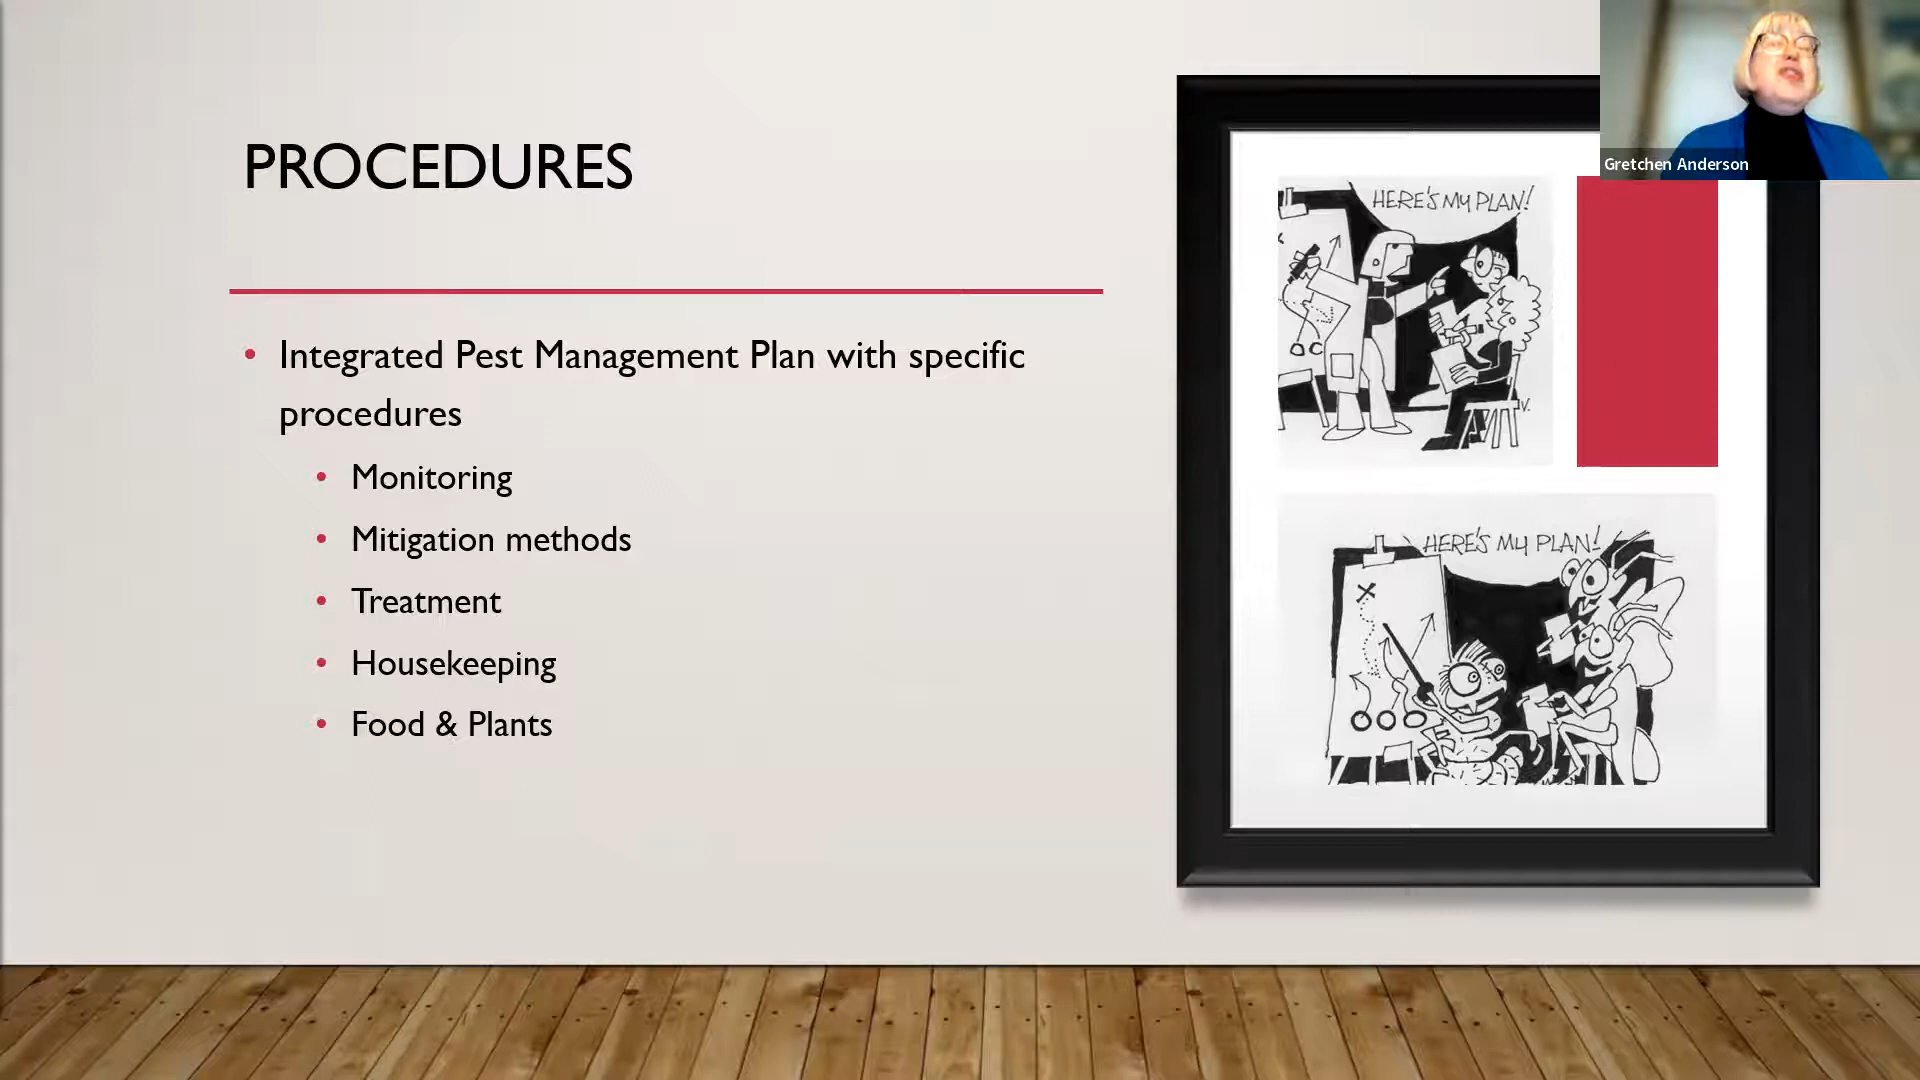 PROCEDURES
• Integrated Pest Management Plan with specific
procedures
• Monitoring
• Mitigation methods
• Treatment
• Housekeeping
• Food & Plants
HERE'S MY PLAN!
V.
HERE'S MY PLAN!
Gretchen Anderson